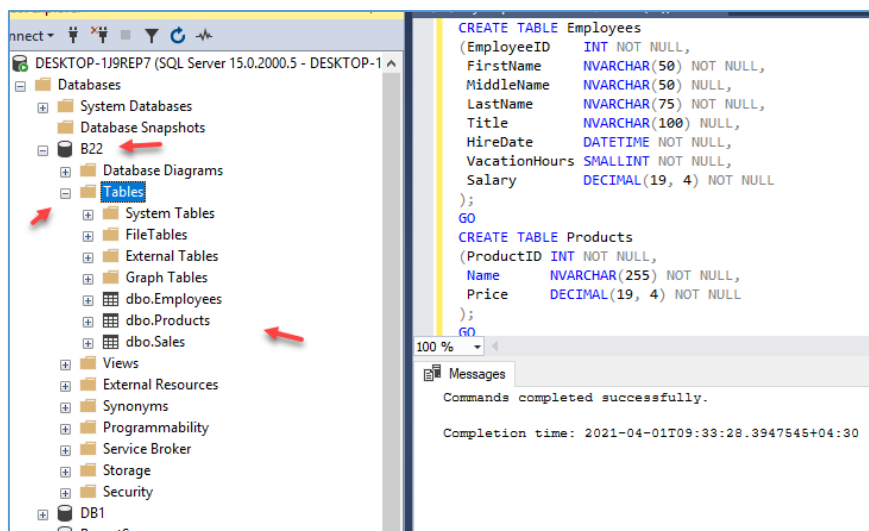 nnect
DESKTOP-1J9REP7 (SQL Server 15.0.2000.5 - DESKTOP-1
Databases
System Databases
Database Snapshots
B22
Database Diagrams
Tables
System Tables
FileTables
External Tables
Graph Tables
dbo.Employees
dbo.Products
dbo.Sales
Views
External Resources
Synonyms
Programmability
Service Broker
Storage
Security
DB1
CREATE TABLE Employees
(EmployeeID INT NOT NULL,
FirstName NVARCHAR(50) NOT NULL,
MiddleName NVARCHAR(50) NULL,
LastName NVARCHAR(75) NOT NULL,
Title NVARCHAR(100) NULL,
HireDate DATETIME NOT NULL,
VacationHours SMALLINT NOT NULL,
Salary DECIMAL(19, 4) NOT NULL
);
GO
CREATE TABLE Products
(ProductID INT NOT NULL,
Name NVARCHAR(255) NOT NULL,
Price DECIMAL(19, 4) NOT NULL
);
GO
100 %
Messages
Commands completed successfully.
Completion time: 2021-04-01T09:33:28.3947545+04:30